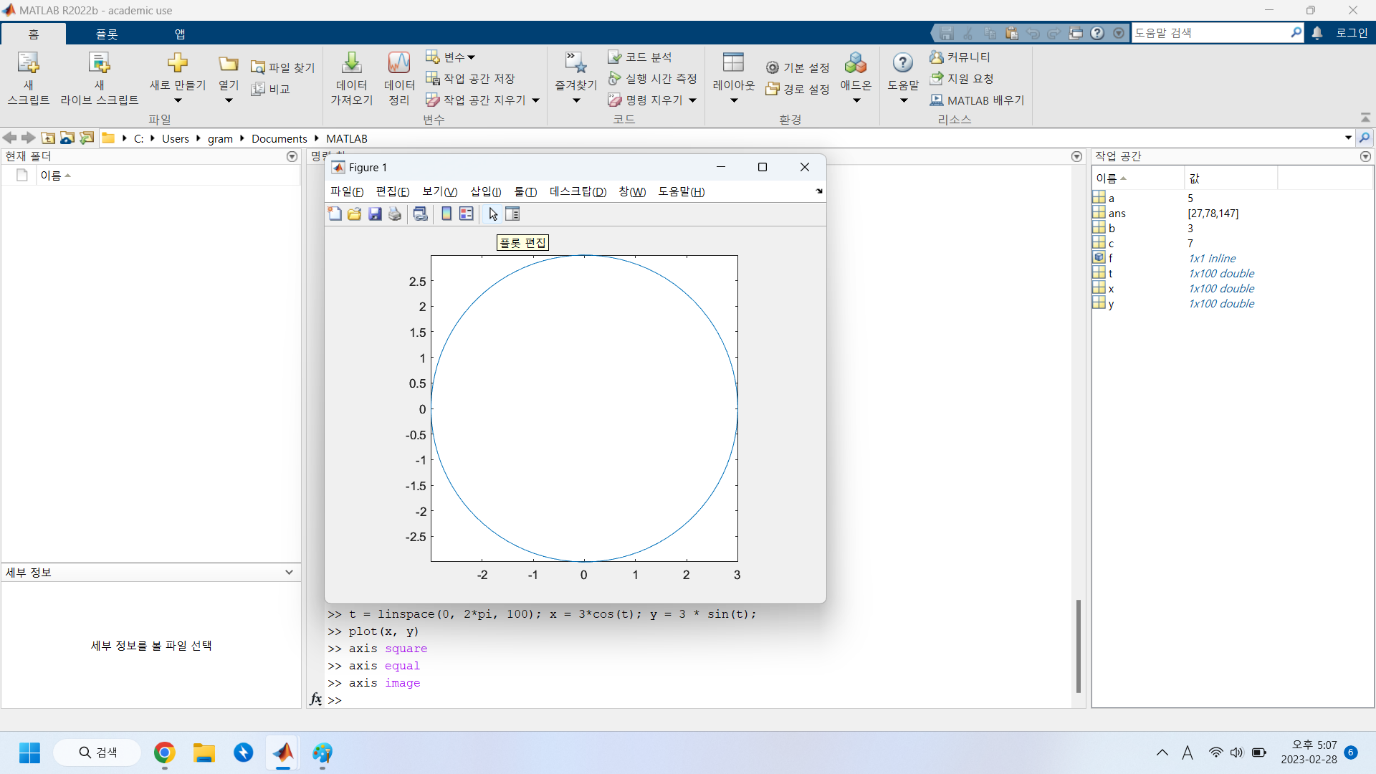 MATLAB R2022b - academic use
홈 플롯 앱
도움말 검색
로그인
새 스크립트
새 라이브 스크립트
새로 만들기
열기
파일 찾기
비교
파일
데이터 가져오기
데이터 정리
변수
작업 공간 저장
작업 공간 지우기
변수
즐겨찾기
코드 분석
실행 시간 측정
명령 지우기
코드
레이아웃
기본 설정
경로 설정
애드온
환경
도움말
커뮤니티
지원 요청
MATLAB 배우기
리소스
C: Users gram Documents MATLAB
현재 폴더
이름
세부 정보
세부 정보를 볼 파일 선택
Figure 1
파일(F) 편집(E) 보기(V) 삽입(I) 툴(T) 데스크탑(D) 창(W) 도움말(H)
플롯 편집
2.5
2
1.5
1
0.5
0
-0.5
-1
-1.5
-2
-2.5
-2 -1 0 1 2 3
>> t = linspace(0, 2*pi, 100); x = 3*cos(t); y = 3 * sin(t);
>> plot(x, y)
>> axis square
>> axis equal
>> axis image
fx >>
작업 공간
이름 값
a 5
ans [27,78,147]
b 3
c 7
f 1x1 inline
t 1x100 double
x 1x100 double
y 1x100 double
검색
A
오후 5:07
2023-02-28
6